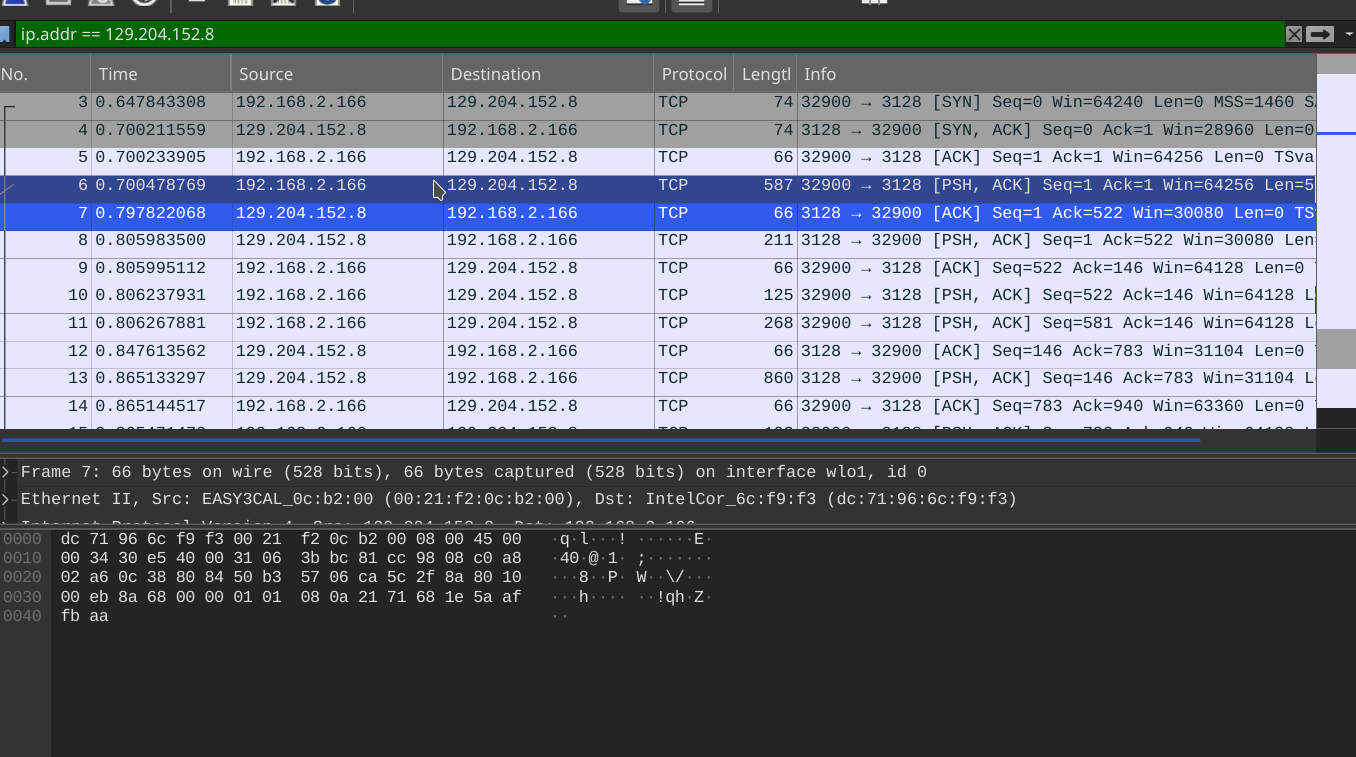 ip.addr == 129.204.152.8
No. Time Source Destination Protocol Lengtl Info
3 0.647843308 192.168.2.166 129.204.152.8 TCP 74 32900 → 3128 [SYN] Seq=0 Win=64240 Len=0 MSS=1460 SA
4 0.700211559 129.204.152.8 192.168.2.166 TCP 74 3128 → 32900 [SYN, ACK] Seq=0 Ack=1 Win=28960 Len=0
5 0.700233905 192.168.2.166 129.204.152.8 TCP 66 32900 → 3128 [ACK] Seq=1 Ack=1 Win=64256 Len=0 TSva
6 0.700478769 192.168.2.166 129.204.152.8 TCP 587 32900 → 3128 [PSH, ACK] Seq=1 Ack=1 Win=64256 Len=5
7 0.797822068 129.204.152.8 192.168.2.166 TCP 66 3128 → 32900 [ACK] Seq=1 Ack=522 Win=30080 Len=0 TS
8 0.805983500 129.204.152.8 192.168.2.166 TCP 211 3128 → 32900 [PSH, ACK] Seq=1 Ack=522 Win=30080 Len
9 0.805995112 192.168.2.166 129.204.152.8 TCP 66 32900 → 3128 [ACK] Seq=522 Ack=146 Win=64128 Len=0
10 0.806237931 192.168.2.166 129.204.152.8 TCP 125 32900 → 3128 [PSH, ACK] Seq=522 Ack=146 Win=64128 L
11 0.806267881 192.168.2.166 129.204.152.8 TCP 268 32900 → 3128 [PSH, ACK] Seq=581 Ack=146 Win=64128 L
12 0.847613562 129.204.152.8 192.168.2.166 TCP 66 3128 → 32900 [ACK] Seq=146 Ack=783 Win=31104 Len=0
13 0.865133297 129.204.152.8 192.168.2.166 TCP 860 3128 → 32900 [PSH, ACK] Seq=146 Ack=783 Win=31104 L
14 0.865144517 192.168.2.166 129.204.152.8 TCP 66 32900 → 3128 [ACK] Seq=783 Ack=940 Win=63360 Len=0
Frame 7: 66 bytes on wire (528 bits), 66 bytes captured (528 bits) on interface wlo1, id 0
Ethernet II, Src: EASY3CAL_0c:b2:00 (00:21:f2:0c:b2:00), Dst: IntelCor_6c:f9:f3 (dc:71:96:6c:f9:f3)
Internet Protocol Version 4, Src: 129.204.152.8, Dst: 192.168.2.166
0000 dc 71 96 6c f9 f3 00 21 f2 0c b2 00 08 00 45 00 ·q·l···! ······E·
0010 00 34 30 e5 40 00 31 06 3b bc 81 cc 98 08 c0 a8 ·40·@·1· ;·······
0020 02 a6 0c 38 80 84 50 b3 57 06 ca 5c 2f 8a 80 10 ···8··P· W··\/···
0030 00 eb 8a 68 00 00 01 01 08 0a 21 71 68 1e 5a af ···h···· ··!qh·Z·
0040 fb aa ··